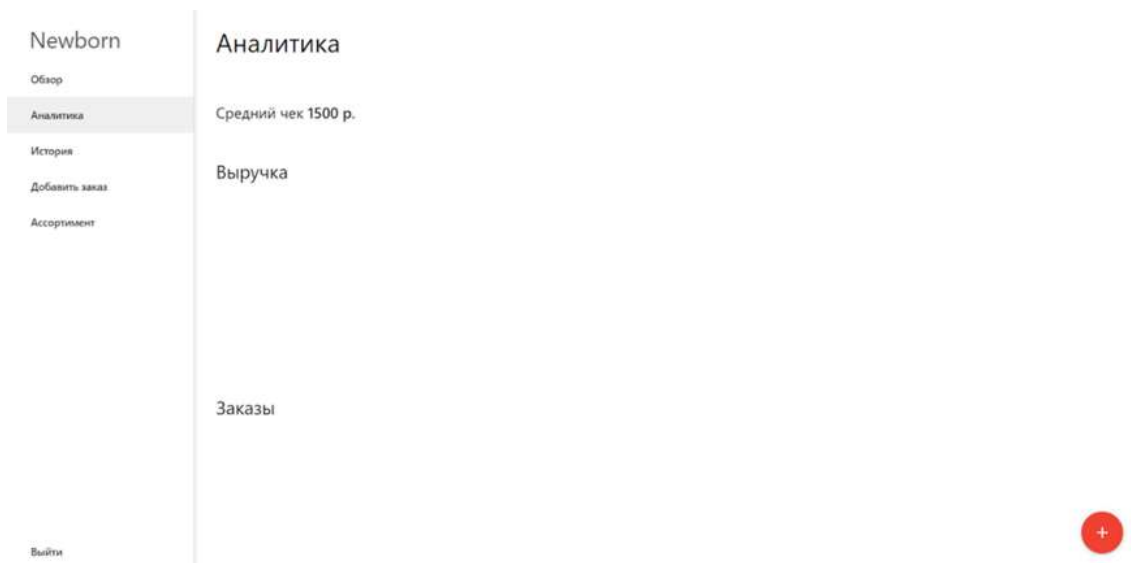 Newborn
Обзор
Аналитика
История
Добавить заказ
Ассортимент
Выйти
Аналитика
Средний чек 1500 р.
Выручка
Заказы
+